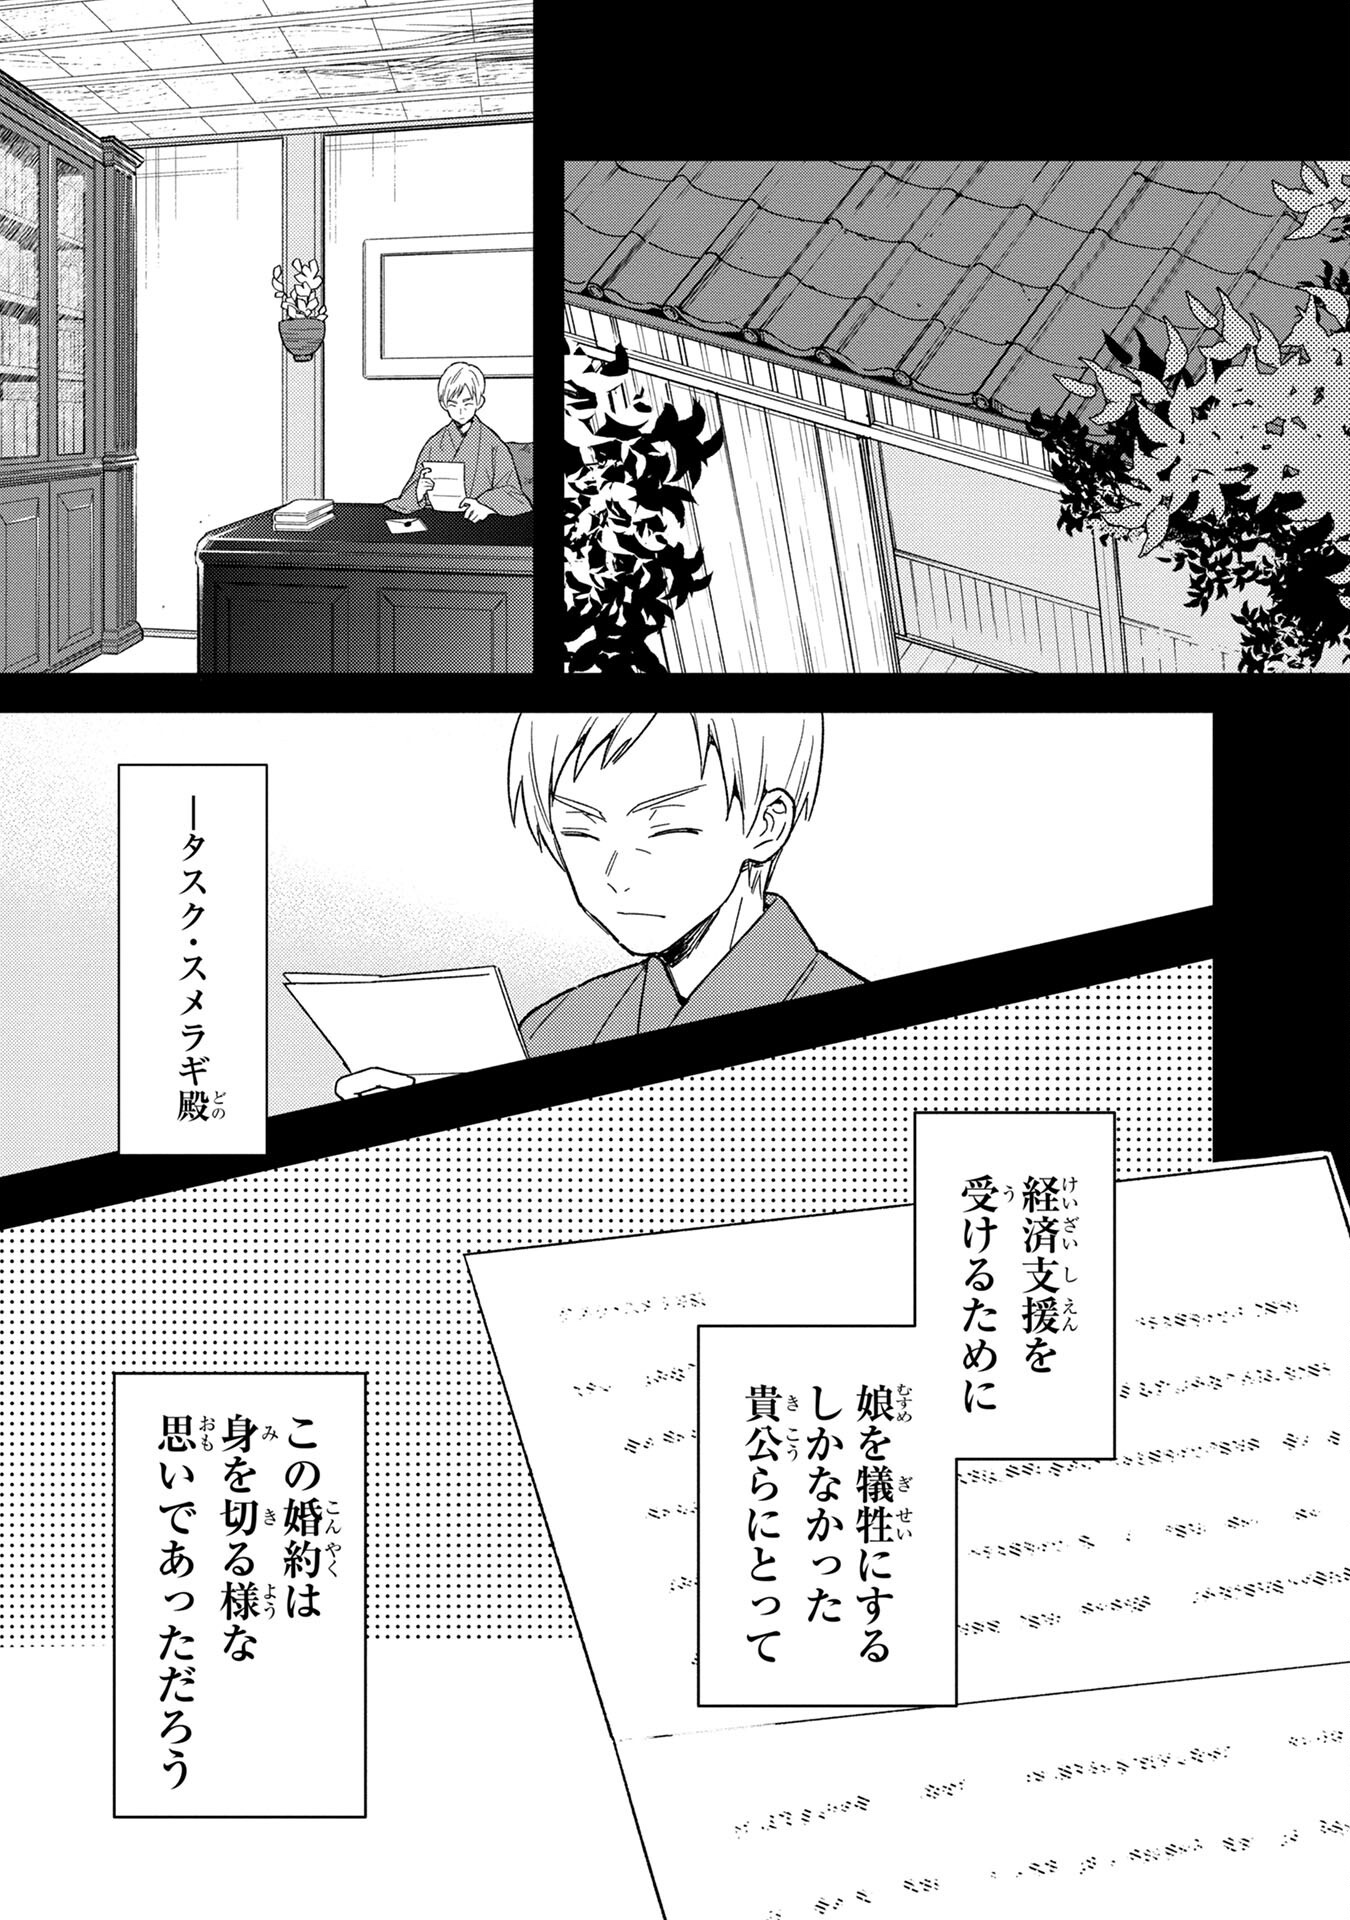 ―タスク・スメラギ殿
経済支援を
受けるために
娘を犠牲にする
しかなかった
貴公らにとって
この婚約は
身を切る様な
思いであっただろう